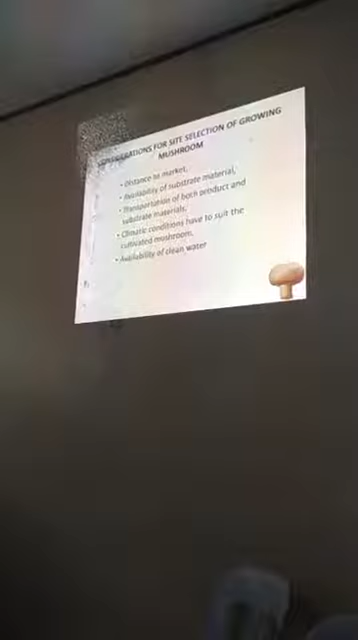 CONSIDERATIONS FOR SITE SELECTION OF GROWING
MUSHROOM
• Distance to market,
• Availability of substrate material,
• Transportation of both product and
substrate materials,
• Climatic conditions have to suit the
cultivated mushroom,
• Availability of clean water